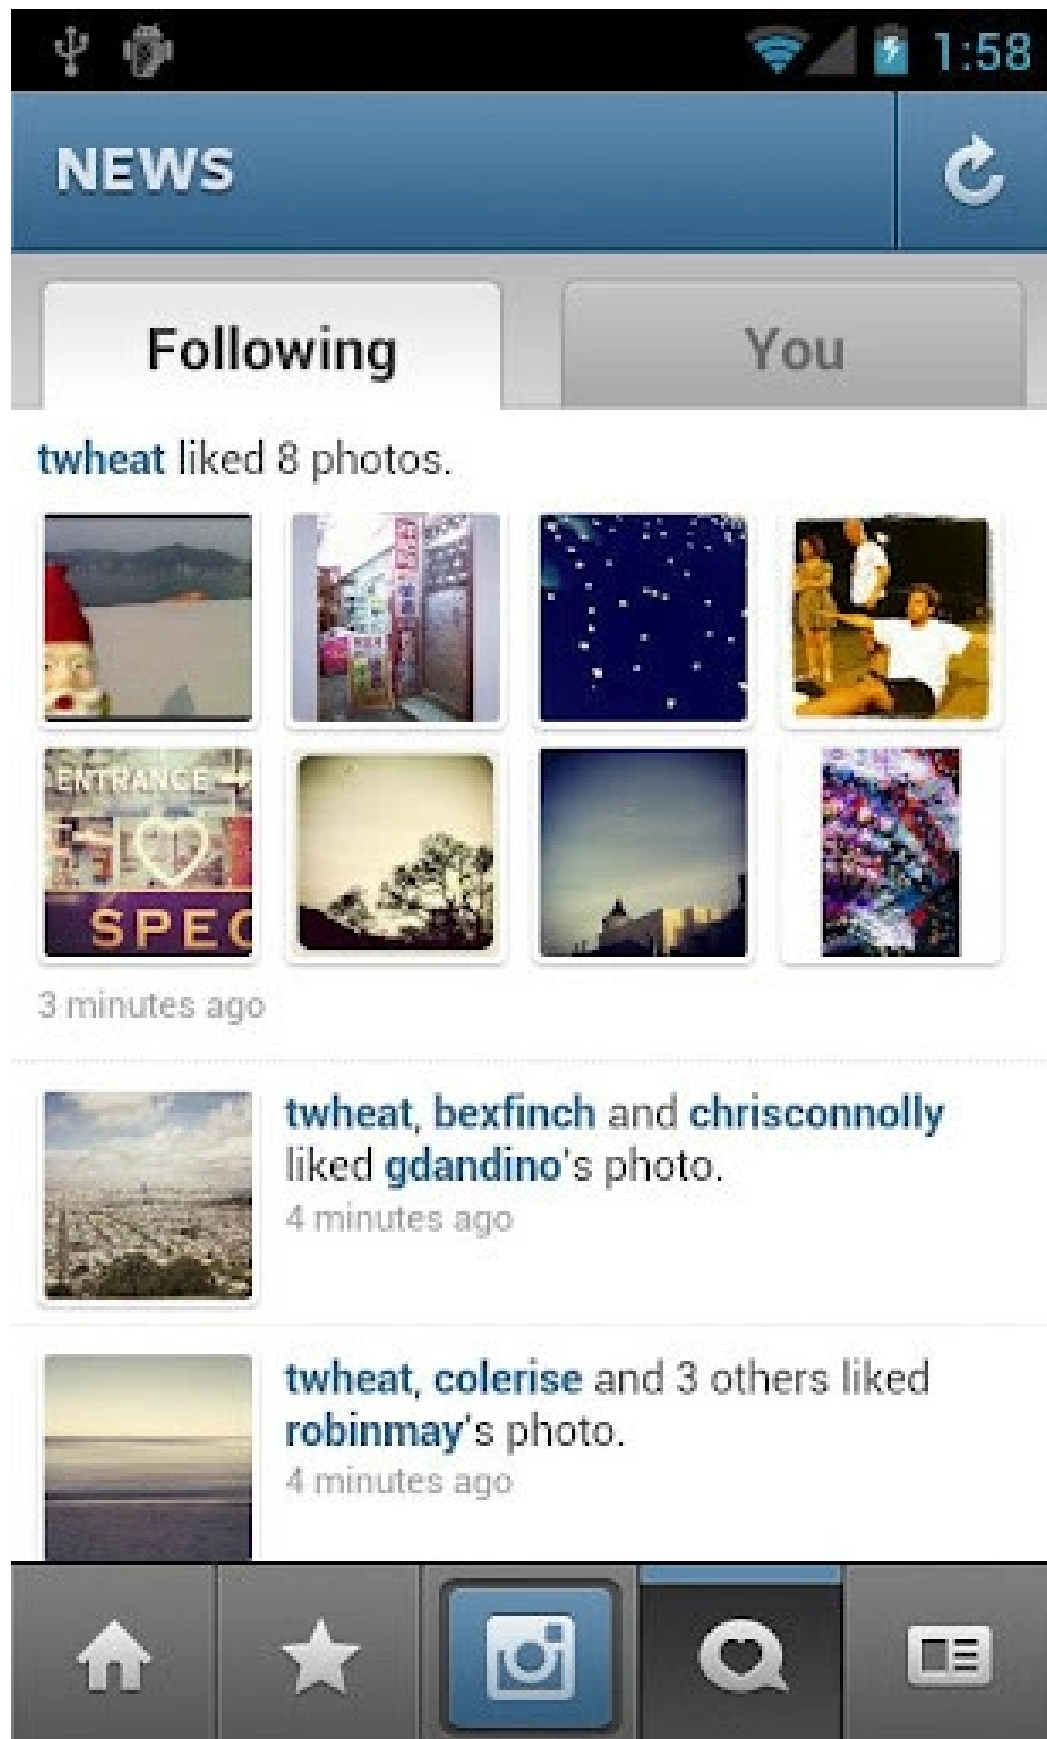 1:58
NEWS
Following
You
twheat liked 8 photos.
ENTRANCE →
SPEC
3 minutes ago
twheat, bexfinch and chrisconnolly
liked gdandino's photo.
4 minutes ago
twheat, colerise and 3 others liked
robinmay's photo.
4 minutes ago